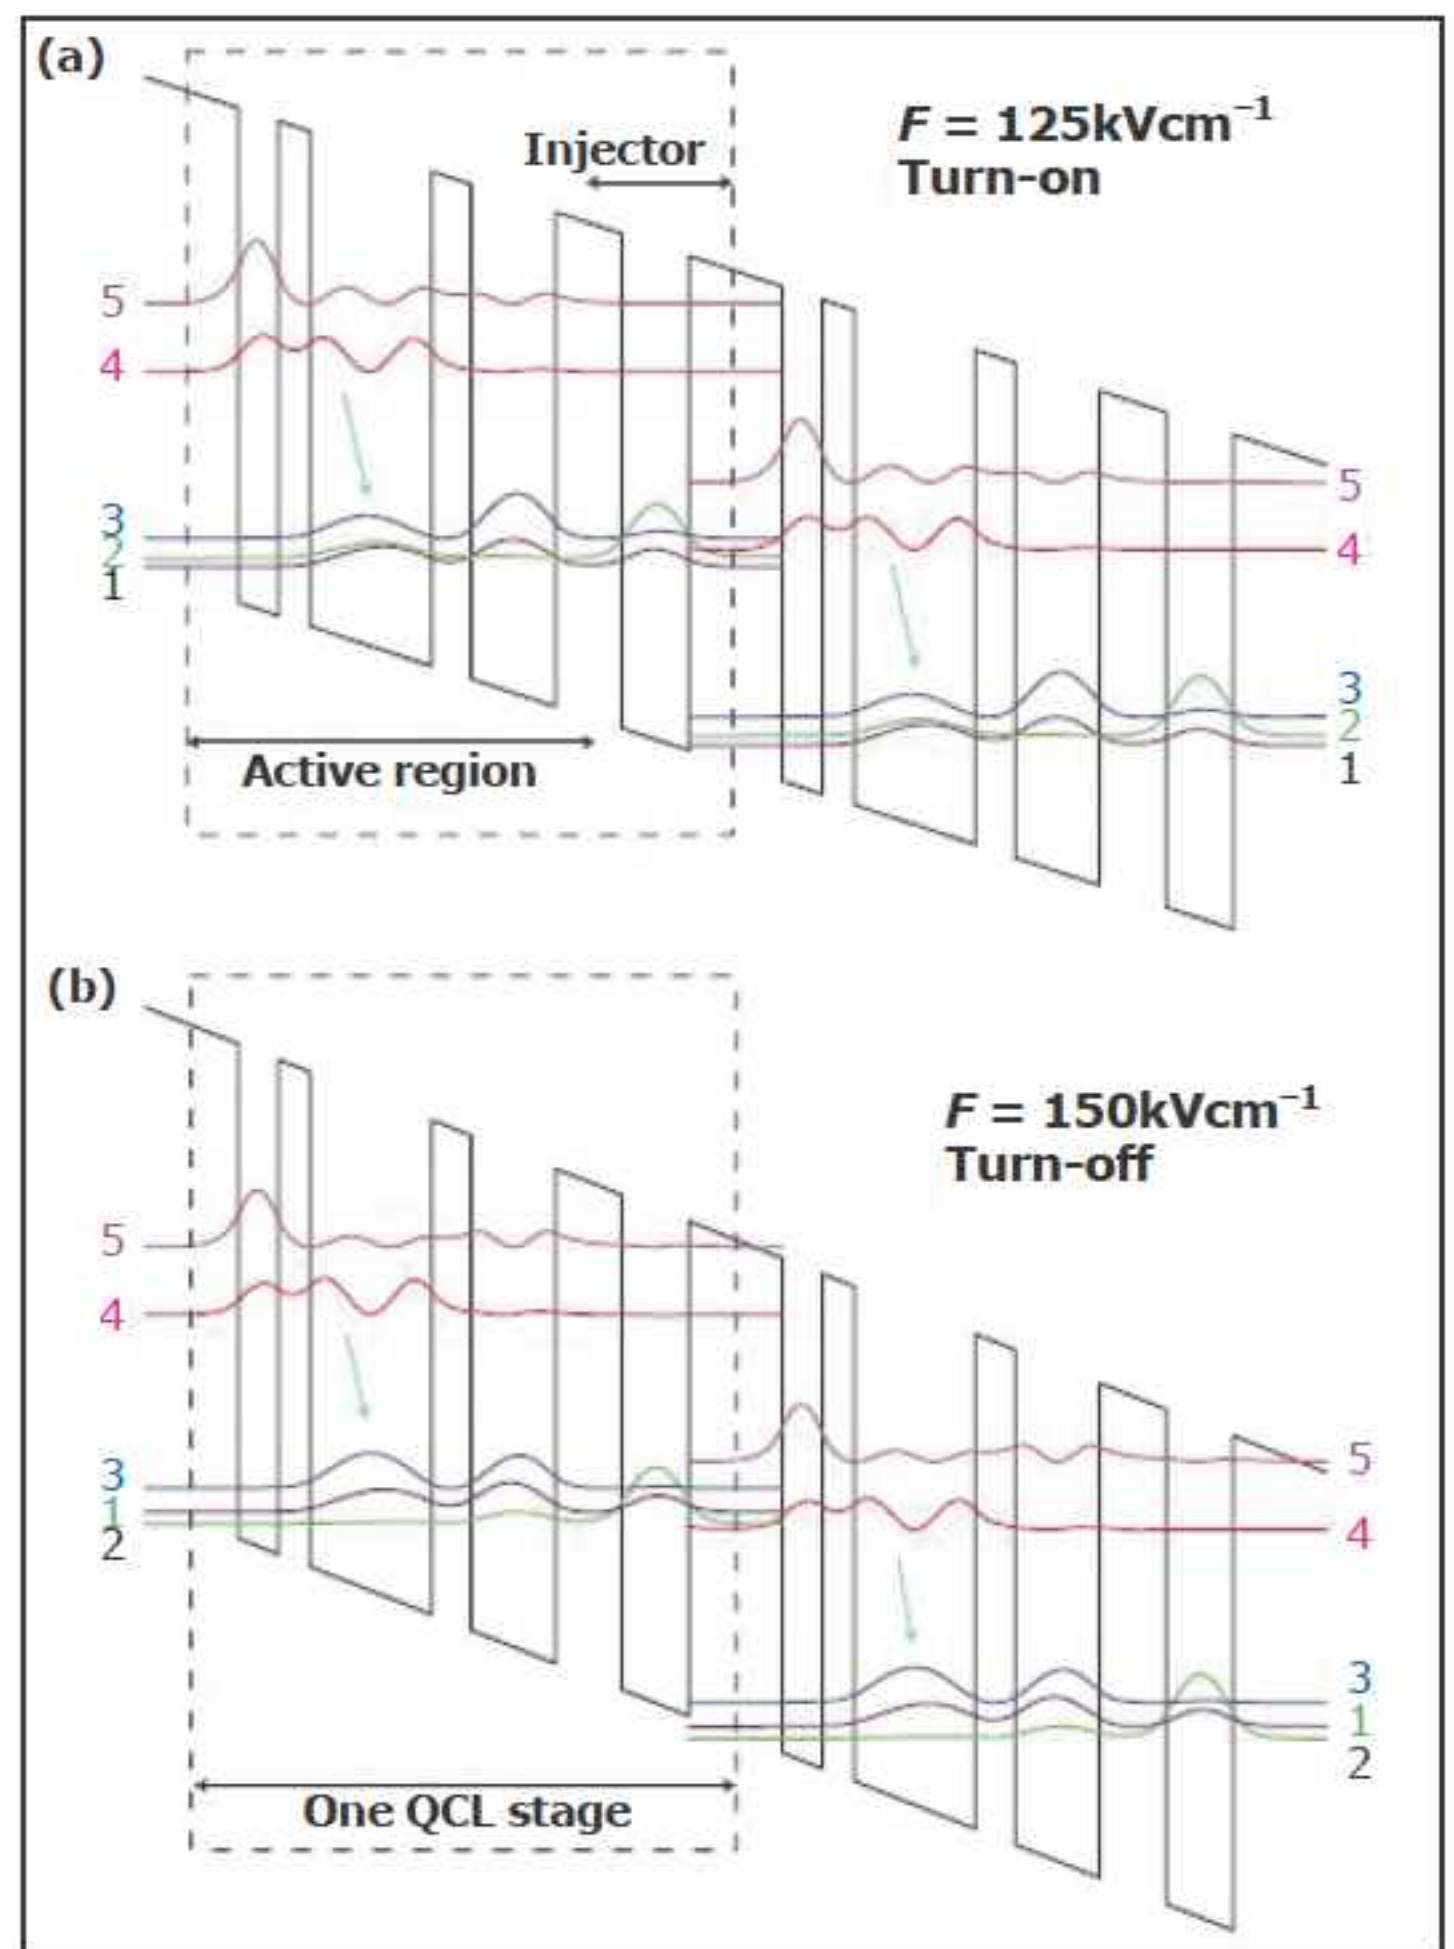 (a)
F = 125kVcm⁻¹
Turn-on
Injector
5
4
3
2
1
5
4
3
2
1
Active region
(b)
F = 150kVcm⁻¹
Turn-off
5
4
3
1
2
5
4
3
1
2
One QCL stage